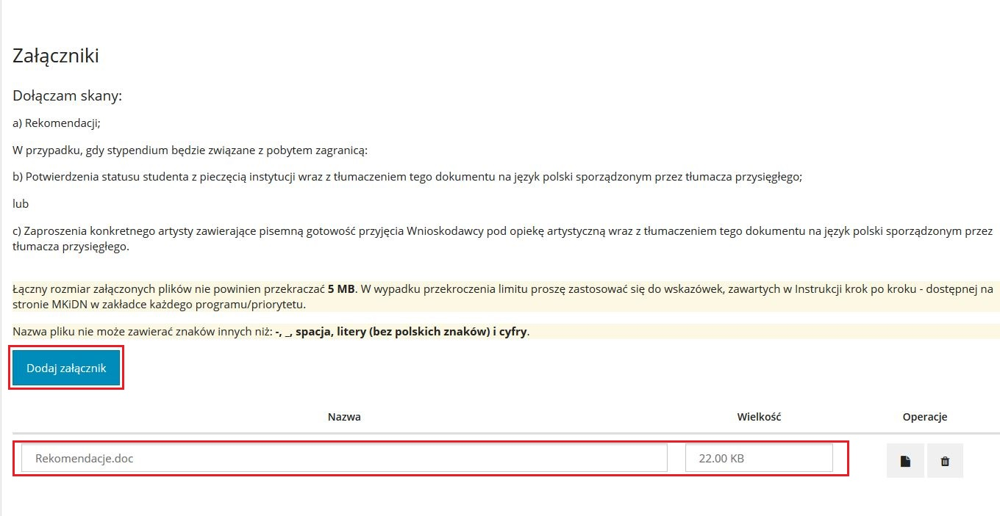 Załączniki
Dołączam skany:
a) Rekomendacji;
W przypadku, gdy stypendium będzie związane z pobytem zagranicą:
b) Potwierdzenia statusu studenta z pieczęcią instytucji wraz z tłumaczeniem tego dokumentu na język polski sporządzonym przez tłumacza przysięgłego;
lub
c) Zaproszenia konkretnego artysty zawierające pisemną gotowość przyjęcia Wnioskodawcy pod opiekę artystyczną wraz z tłumaczeniem tego dokumentu na język polski sporządzonym przez
tłumacza przysięgłego.
Łączny rozmiar załączonych plików nie powinien przekraczać 5 MB. W wypadku przekroczenia limitu proszę zastosować się do wskazówek, zawartych w Instrukcji krok po kroku - dostępnej na
stronie MKiDN w zakładce każdego programu/priorytetu.
Nazwa pliku nie może zawierać znaków innych niż: -, _, spacja, litery (bez polskich znaków) i cyfry.
Dodaj załącznik
Nazwa Wielkość Operacje
Rekomendacje.doc 22.00 KB